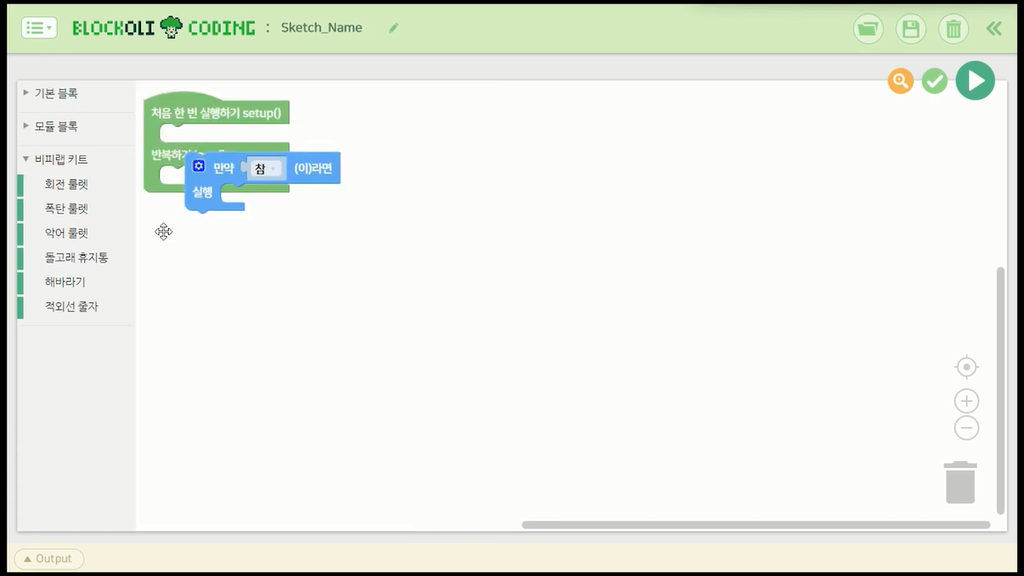 BLOCKOLI CODING : Sketch_Name
기본 블록
모듈 블록
비피랩 키트
회전 룰렛
폭탄 룰렛
악어 룰렛
돌고래 휴지통
해바라기
적외선 줄자
처음 한 번 실행하기 setup()
반복하기
만약 참 (이)라면
실행
Output